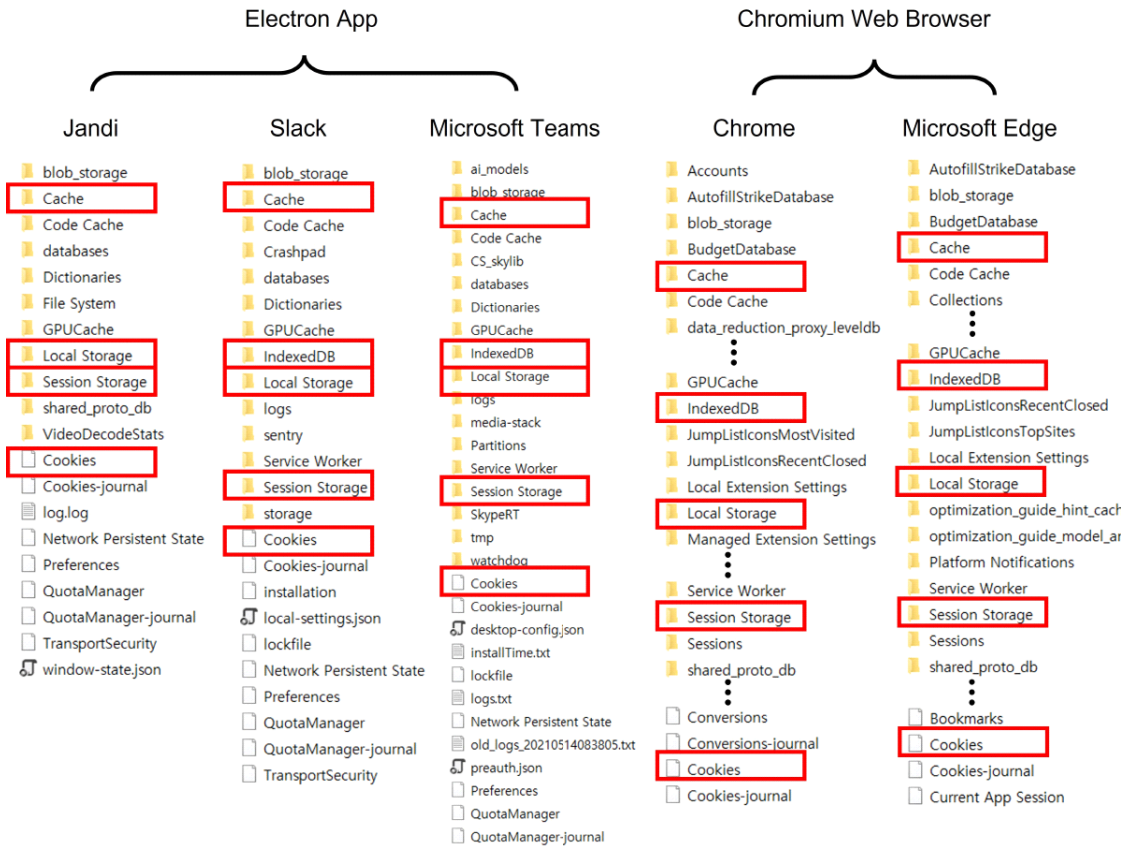 Electron App
Chromium Web Browser
Jandi
Slack
Microsoft Teams
Chrome
Microsoft Edge
blob_storage
Cache
Code Cache
databases
Dictionaries
File System
GPUCache
Local Storage
Session Storage
shared_proto_db
VideoDecodeStats
Cookies
Cookies-journal
log.log
Network Persistent State
Preferences
QuotaManager
QuotaManager-journal
TransportSecurity
window-state.json
blob_storage
Cache
Code Cache
Crashpad
databases
Dictionaries
GPUCache
IndexedDB
Local Storage
logs
sentry
Service Worker
Session Storage
storage
Cookies
Cookies-journal
installation
local-settings.json
lockfile
Network Persistent State
Preferences
QuotaManager
QuotaManager-journal
TransportSecurity
ai_models
blob_storage
Cache
Code Cache
CS_skylib
databases
Dictionaries
GPUCache
IndexedDB
Local Storage
logs
media-stack
Partitions
Service Worker
Session Storage
SkypeRT
tmp
watchdog
Cookies
Cookies-journal
desktop-config.json
installTime.txt
lockfile
logs.txt
Network Persistent State
old_logs_20210514083805.txt
preauth.json
Preferences
QuotaManager
QuotaManager-journal
Accounts
AutofillStrikeDatabase
blob_storage
BudgetDatabase
Cache
Code Cache
data_reduction_proxy_leveldb
GPUCache
IndexedDB
JumpListIconsMostVisited
JumpListIconsRecentClosed
Local Extension Settings
Local Storage
Managed Extension Settings
Service Worker
Session Storage
Sessions
shared_proto_db
Conversions
Conversions-journal
Cookies
Cookies-journal
AutofillStrikeDatabase
blob_storage
BudgetDatabase
Cache
Code Cache
Collections
GPUCache
IndexedDB
JumpListIconsRecentClosed
JumpListIconsTopSites
Local Extension Settings
Local Storage
optimization_guide_hint_cach
optimization_guide_model_ar
Platform Notifications
Service Worker
Session Storage
Sessions
shared_proto_db
Bookmarks
Cookies
Cookies-journal
Current App Session